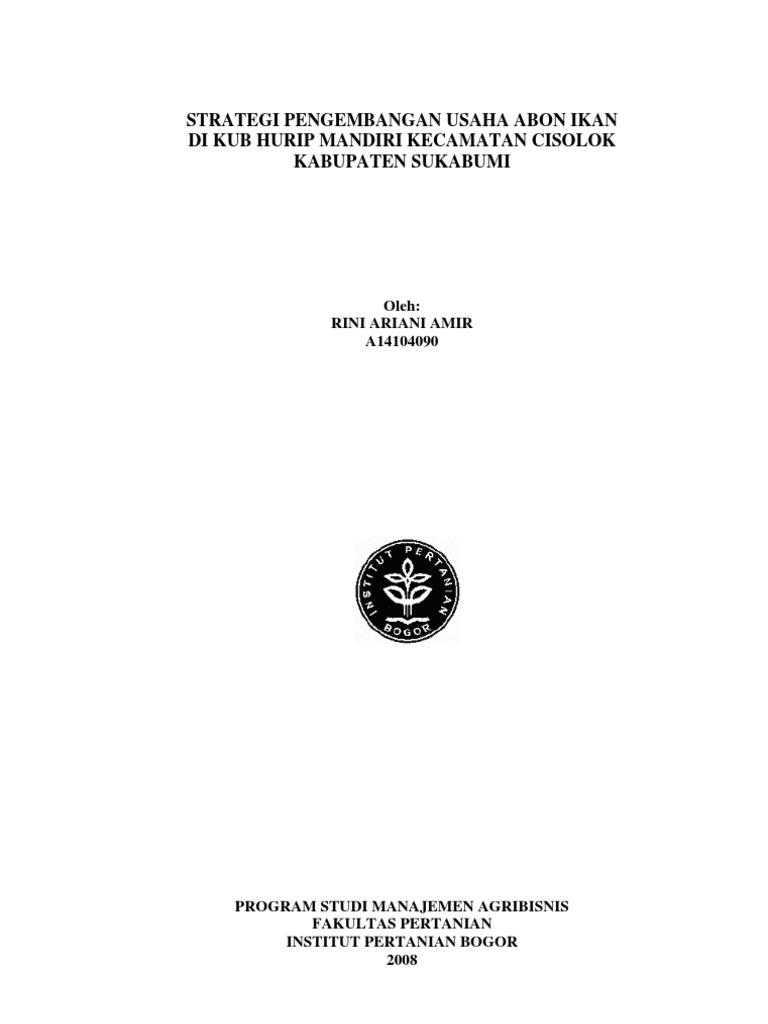 STRATEGI PENGEMBANGAN USAHA ABON IKAN
DI KUB HURIP MANDIRI KECAMATAN CISOLOK
KABUPATEN SUKABUMI
Oleh:
RINI ARIANI AMIR
A14104090
INSTITUT PERTANIAN
BOGOR
PROGRAM STUDI MANAJEMEN AGRIBISNIS
FAKULTAS PERTANIAN
INSTITUT PERTANIAN BOGOR
2008